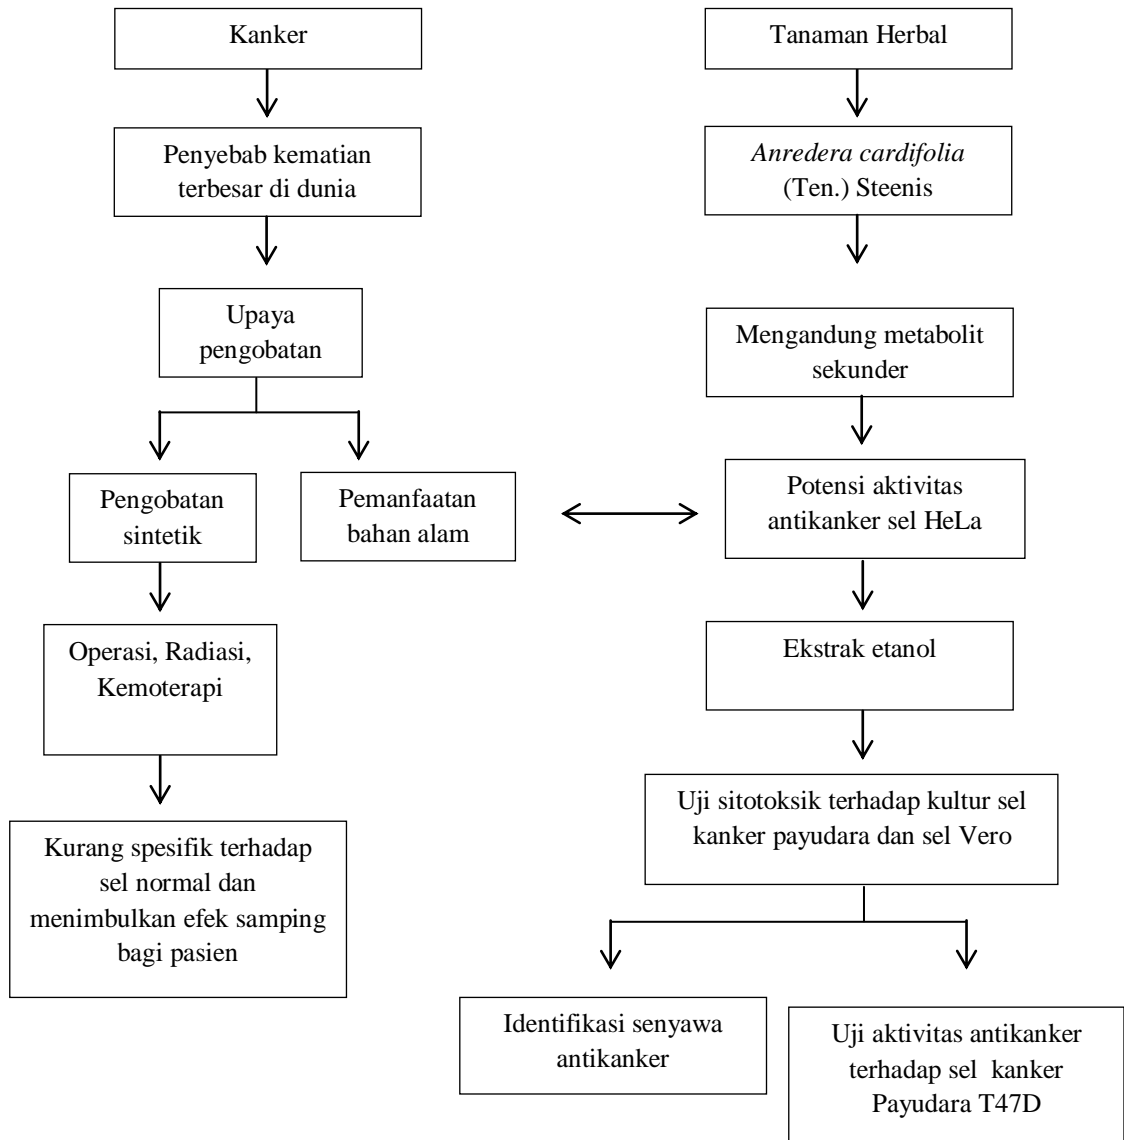 Kanker
Penyebab kematian
terbesar di dunia
Upaya
pengobatan
Pengobatan
sintetik
Pemanfaatan
bahan alam
Operasi, Radiasi,
Kemoterapi
Kurang spesifik terhadap
sel normal dan
menimbulkan efek samping
bagi pasien
Tanaman Herbal
Anredera cardifolia
(Ten.) Steenis
Mengandung metabolit
sekunder
Potensi aktivitas
antikanker sel HeLa
Ekstrak etanol
Uji sitotoksik terhadap kultur sel
kanker payudara dan sel Vero
Identifikasi senyawa
antikanker
Uji aktivitas antikanker
terhadap sel kanker
Payudara T47D